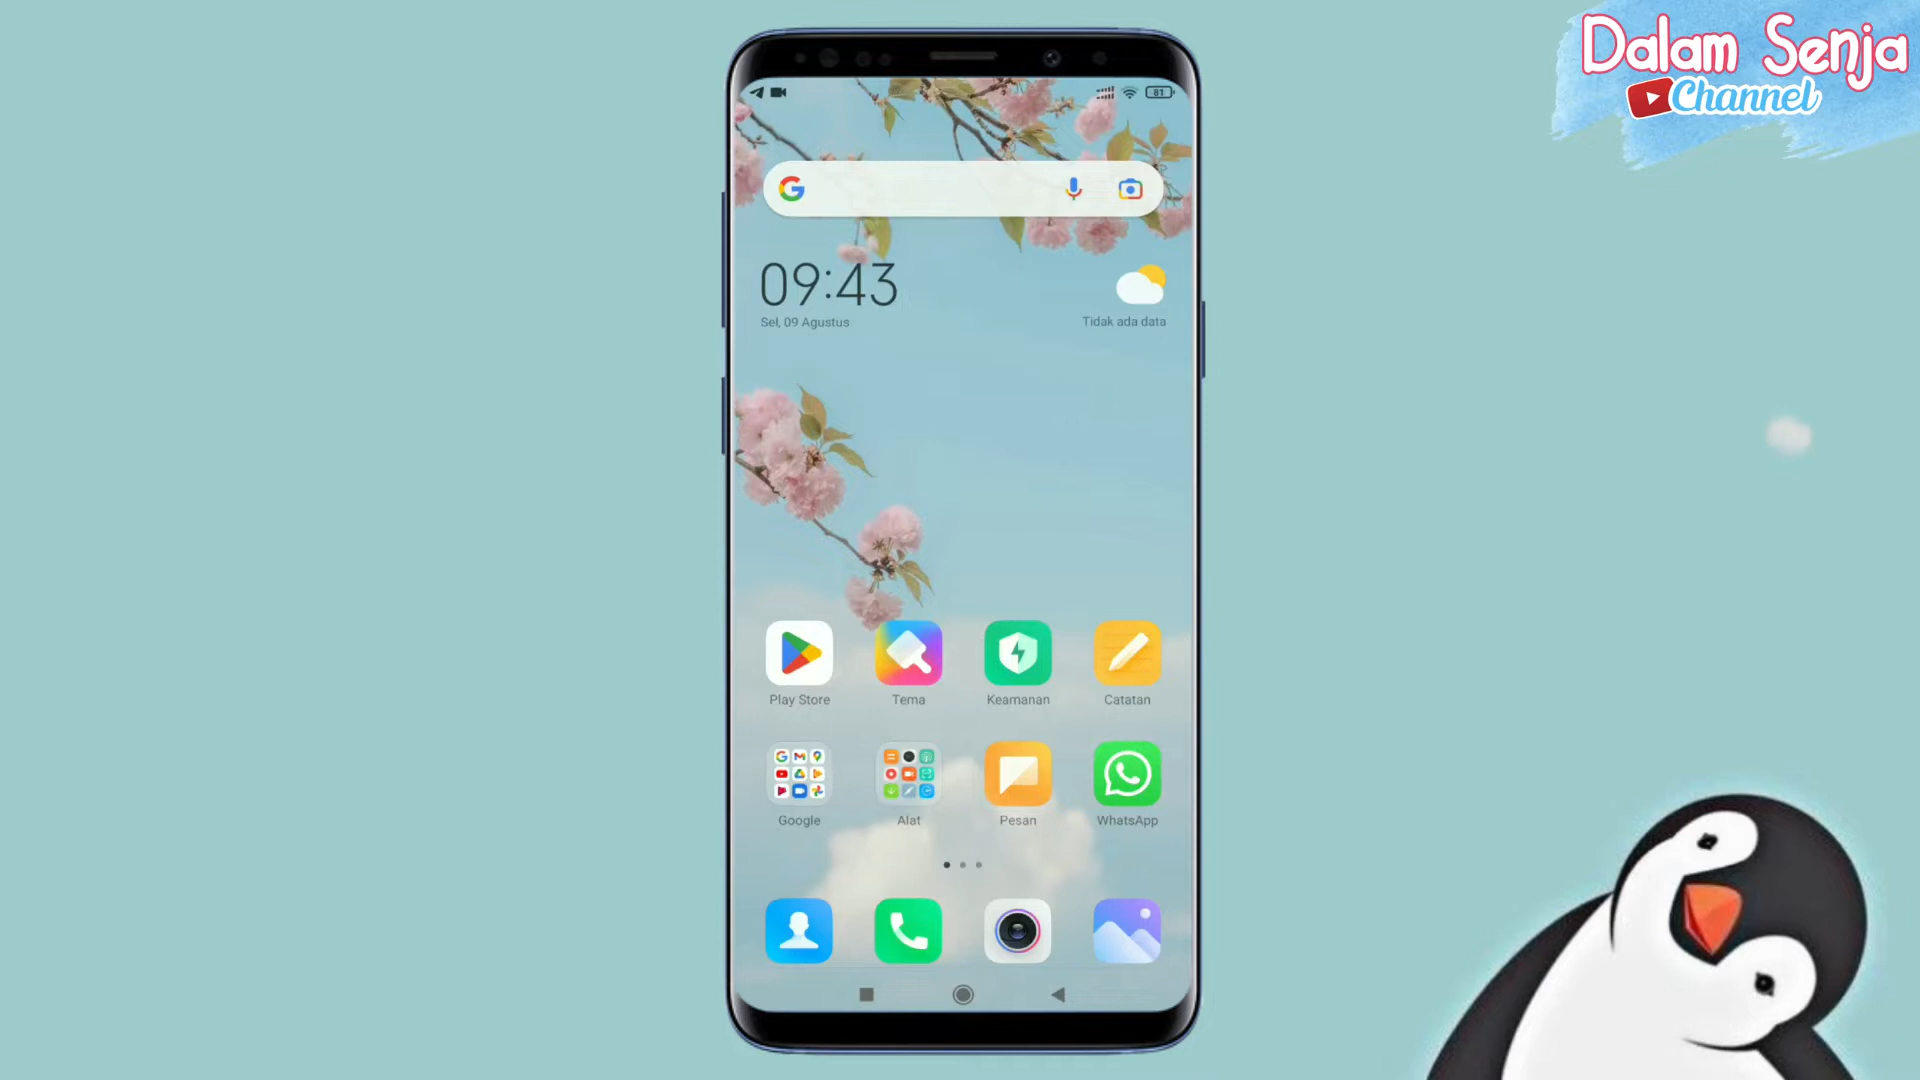 Dalam Senja
Channel
81
09:43
Sel, 09 Agustus
Tidak ada data
Play Store
Tema
Keamanan
Catatan
Google
Alat
Pesan
WhatsApp